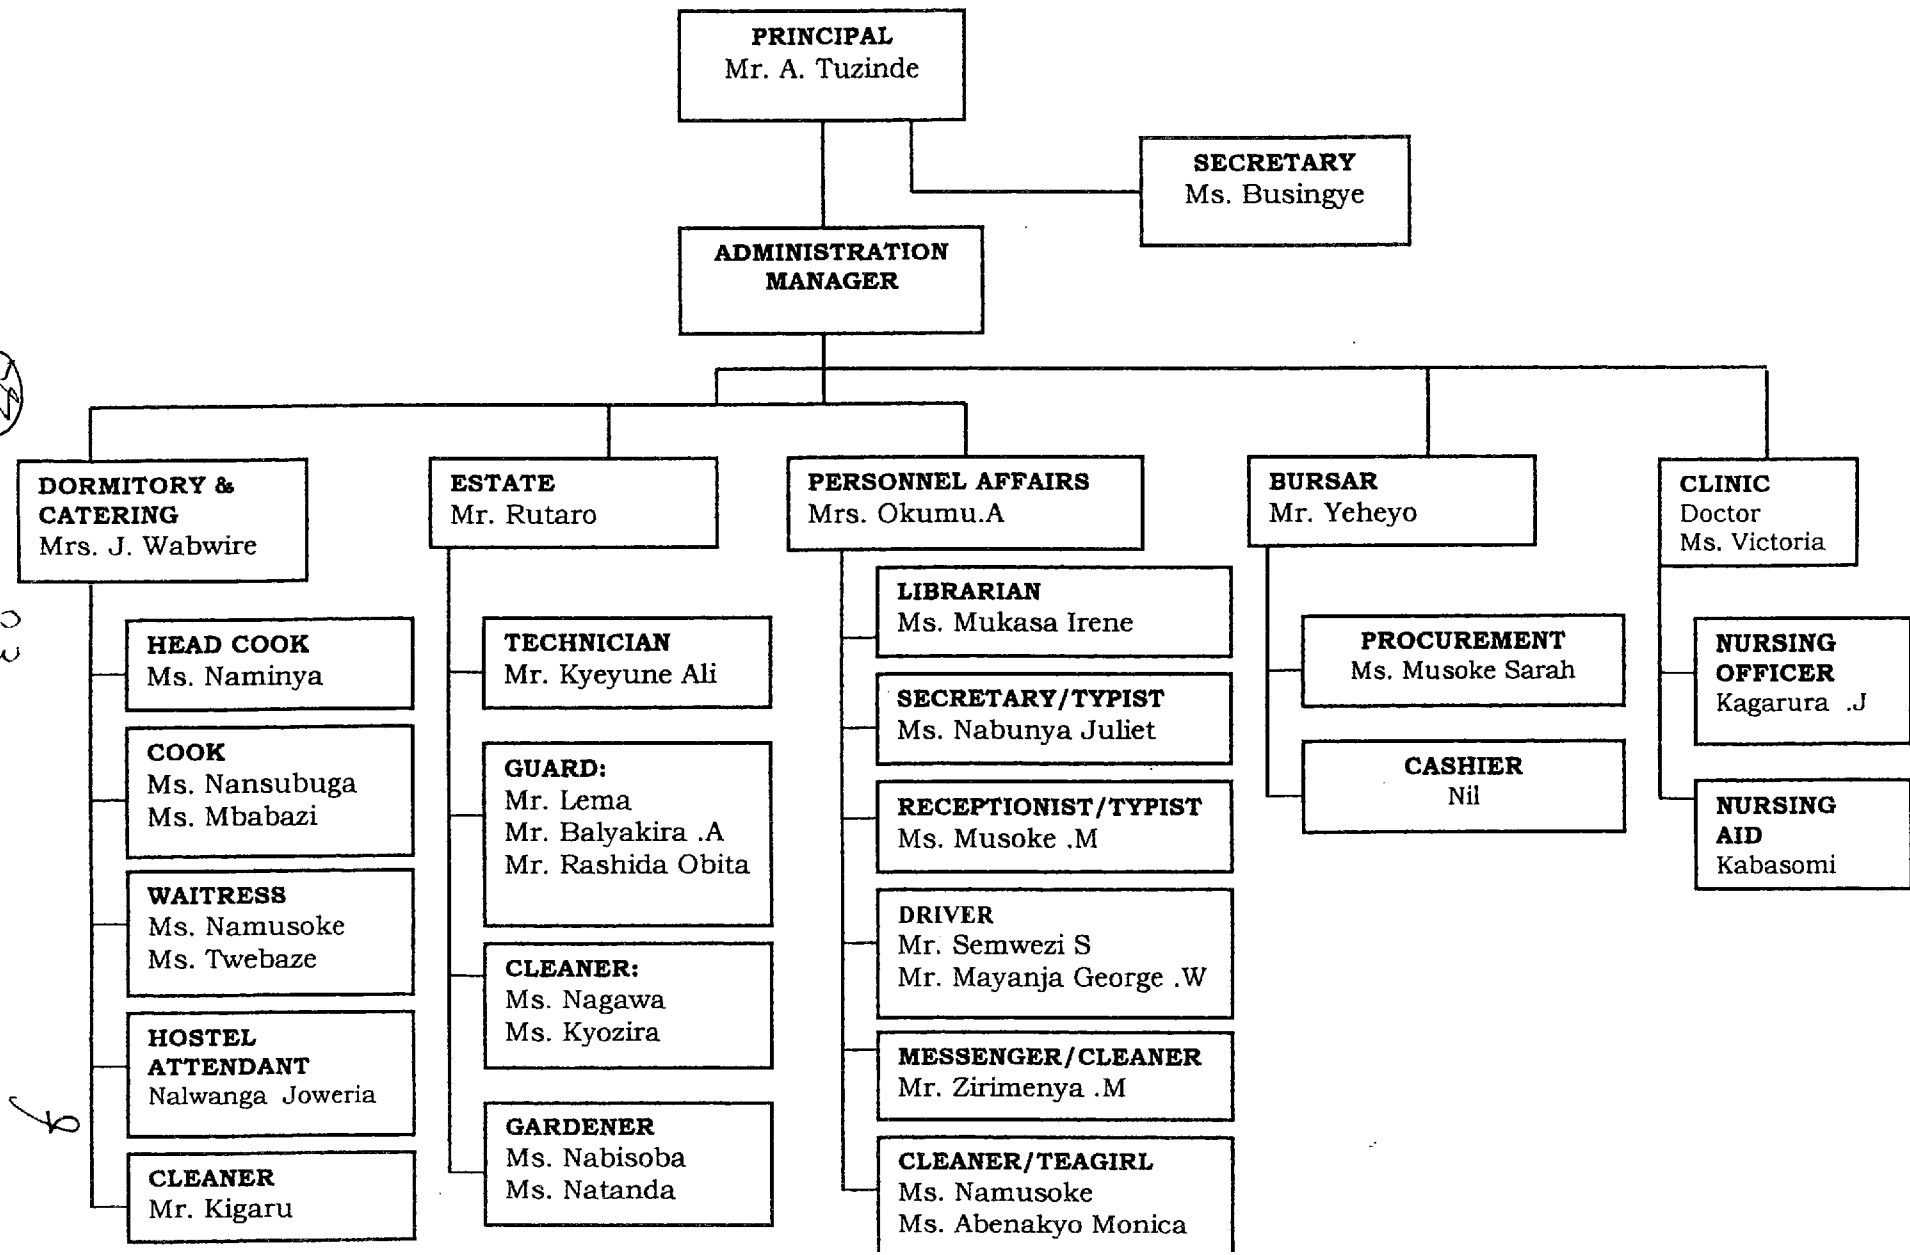 PRINCIPAL
Mr. A. Tuzinde
SECRETARY
Ms. Busingye
ADMINISTRATION
MANAGER
DORMITORY &
CATERING
Mrs. J. Wabwire
HEAD COOK
Ms. Naminya
COOK
Ms. Nansubuga
Ms. Mbabazi
WAITRESS
Ms. Namusoke
Ms. Twebaze
HOSTEL
ATTENDANT
Nalwanga Joweria
CLEANER
Mr. Kigaru
ESTATE
Mr. Rutaro
TECHNICIAN
Mr. Kyeyune Ali
GUARD:
Mr. Lema
Mr. Balyakira .A
Mr. Rashida Obita
CLEANER:
Ms. Nagawa
Ms. Kyozira
GARDENER
Ms. Nabisoba
Ms. Natanda
PERSONNEL AFFAIRS
Mrs. Okumu.A
LIBRARIAN
Ms. Mukasa Irene
SECRETARY/TYPIST
Ms. Nabunya Juliet
RECEPTIONIST/TYPIST
Ms. Musoke .M
DRIVER
Mr. Semwezi S
Mr. Mayanja George .W
MESSENGER/CLEANER
Mr. Zirimenya .M
CLEANER/TEAGIRL
Ms. Namusoke
Ms. Abenakyo Monica
BURSAR
Mr. Yeheyo
PROCUREMENT
Ms. Musoke Sarah
CASHIER
Nil
CLINIC
Doctor
Ms. Victoria
NURSING
OFFICER
Kagarura .J
NURSING
AID
Kabasomi